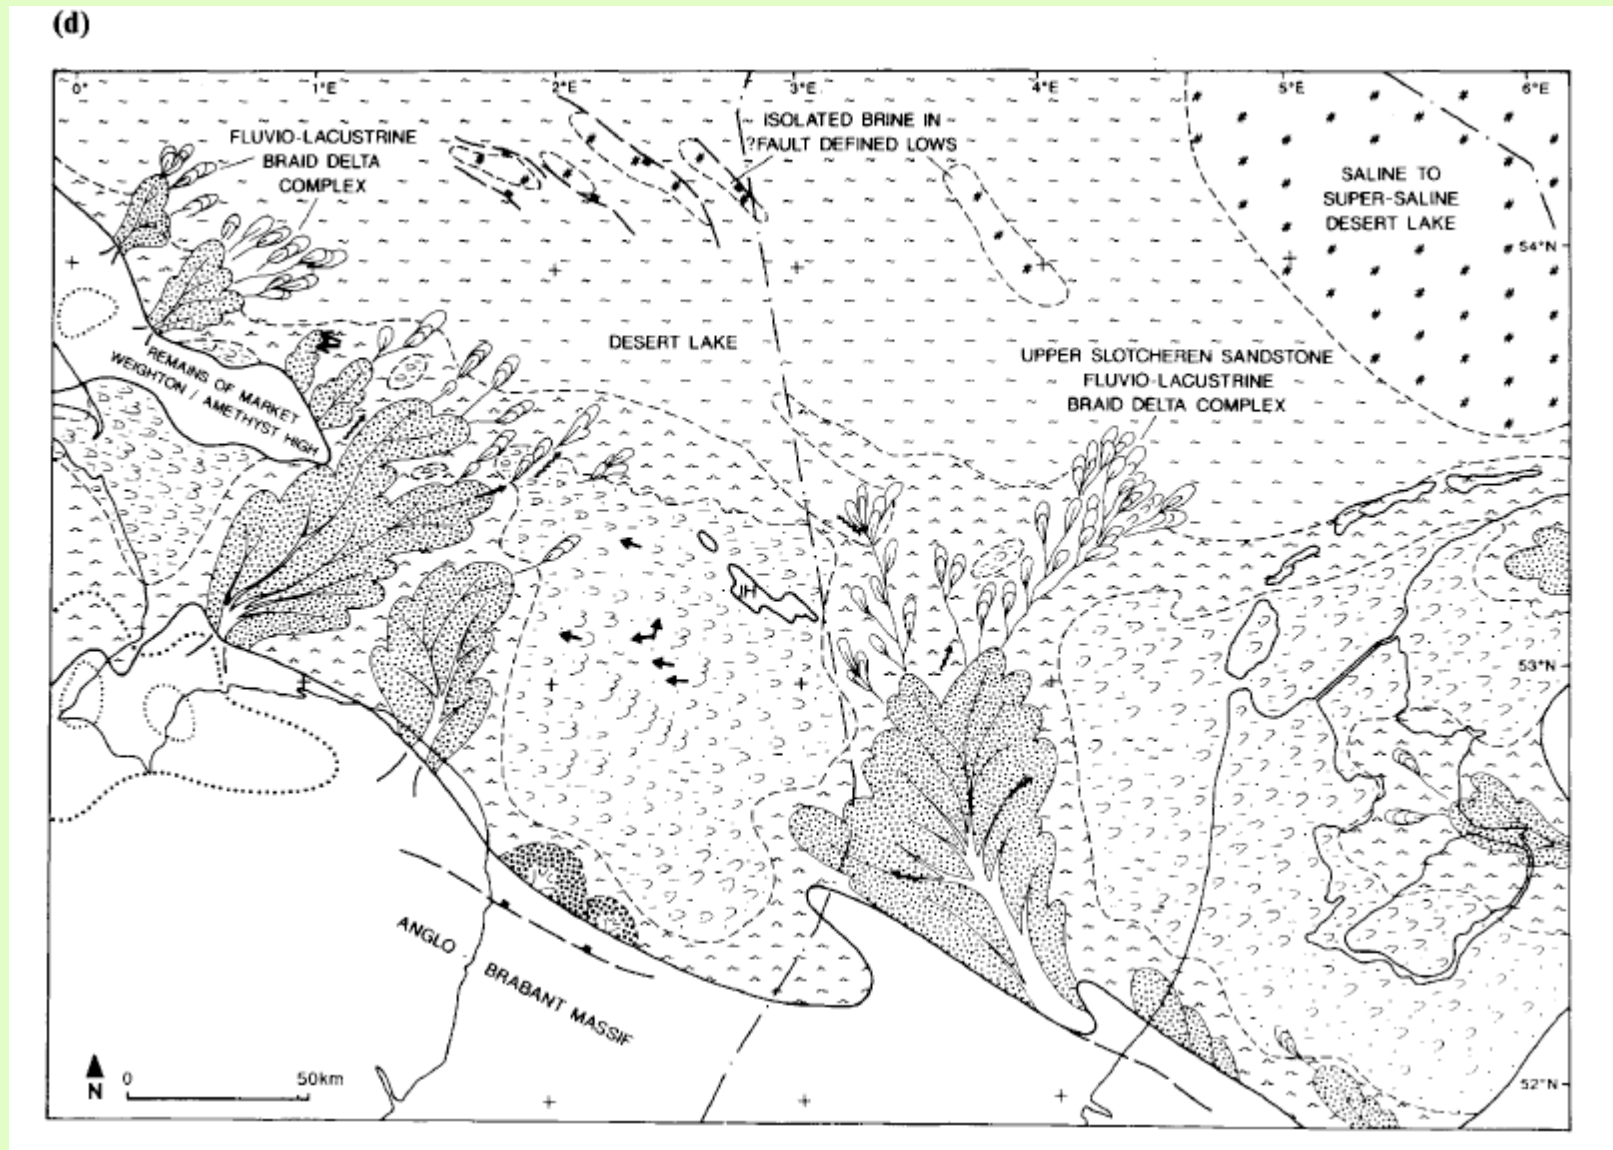 (d)
0° 1°E 2°E 3°E 4°E 5°E 6°E
FLUVIO-LACUSTRINE
BRAID DELTA
COMPLEX
ISOLATED BRINE IN
?FAULT DEFINED LOWS
SALINE TO
SUPER-SALINE
DESERT LAKE
54°N
DESERT LAKE
REMAINS OF MARKET
WEIGHTON / AMETHYST HIGH
UPPER SLOTCHEREN SANDSTONE
FLUVIO-LACUSTRINE
BRAID DELTA COMPLEX
IH
53°N
ANGLO BRABANT MASSIF
N
0 50km
52°N